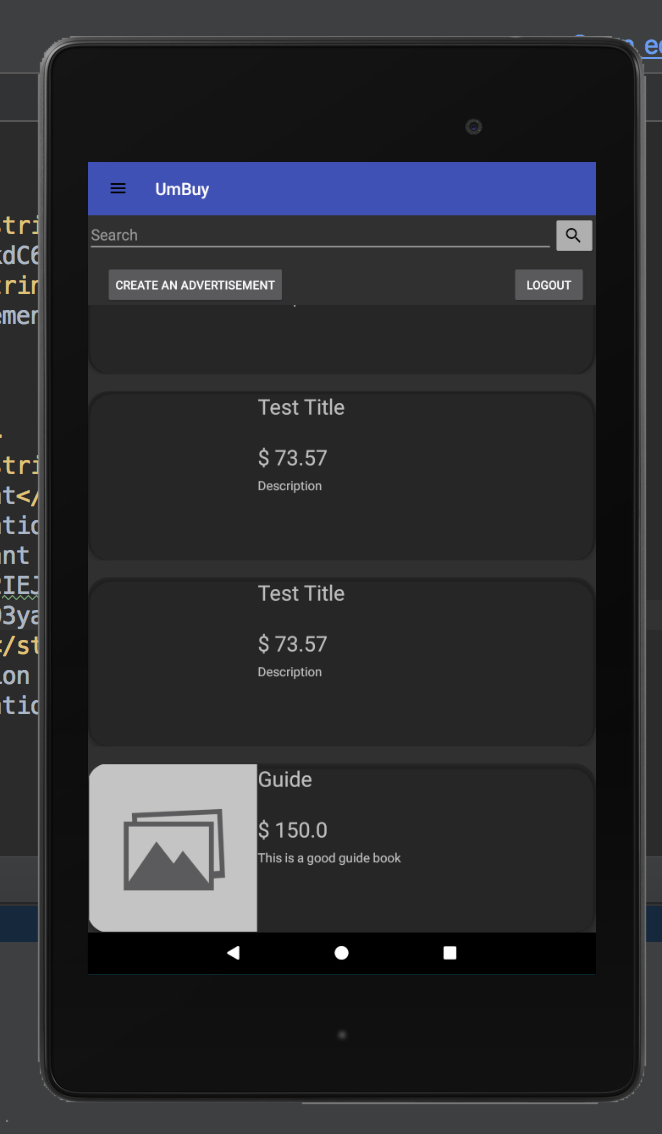 UmBuy
Search
CREATE AN ADVERTISEMENT
LOGOUT
Test Title
$ 73.57
Description
Test Title
$ 73.57
Description
Guide
$ 150.0
This is a good guide book